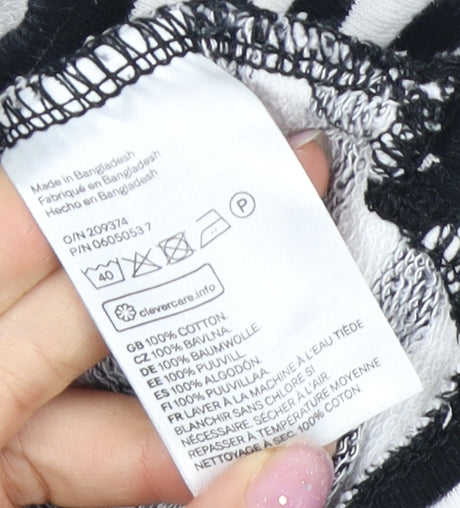 Made in Bangladesh
Fabriqué en Bangladesh
Hecho en Bangladesh
O/N 209374
P/N 0605053 7
40
P
clevercare.info
GB 100% COTTON.
CZ 100% BAVLNA.
DE 100% BAUMWOLLE
EE 100% PUUVILL.
ES 100% ALGODÓN.
FI 100% PUUVILLAA.
FR LAVER À LA MACHINE À L'EAU TIÈDE
BLANCHIR SANS CHLORE SI
NÉCESSAIRE. SÉCHER À L'AIR
REPASSER À TEMPÉRATURE MOYENNE
NETTOYAGE À SEC. 100% COTON.